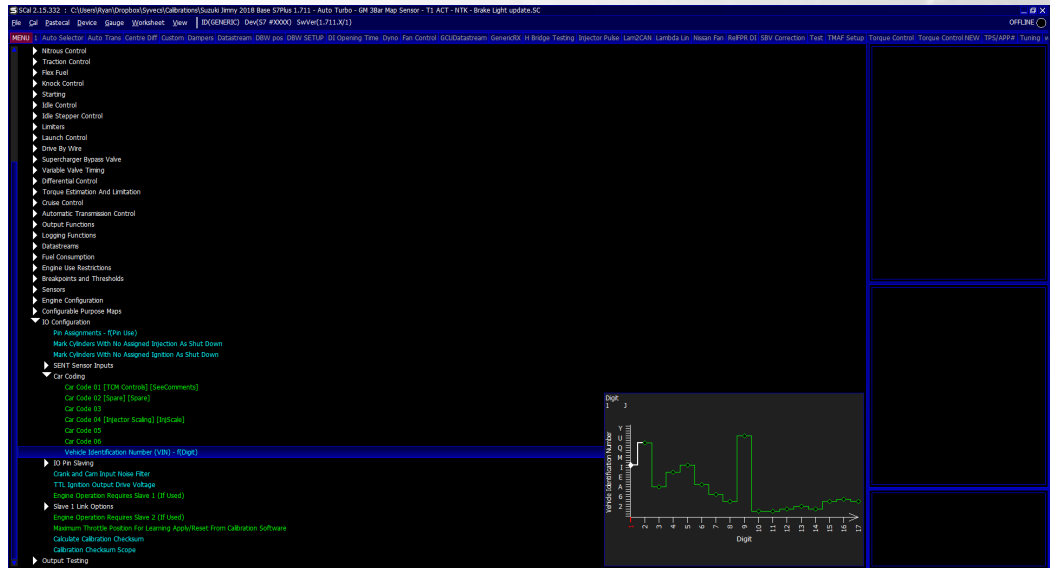 SCal 2.15.332 : C:\Users\Ryan\Dropbox\Syvecs\Calibrations\Suzuki Jimny 2018 Base S7Plus 1.711 - Auto Turbo - GM 3Bar Map Sensor - T1 ACT - NTK - Brake Light update.SC
File Cal Pastecal Device Gauge Worksheet View ID(GENERIC) Dev(S7 #XXXX) SwVer(1.711.X/1) OFFLINE
MENU 1 Auto Selector Auto Trans Centre Diff Custom Dampers Datastream DBW pos DBW SETUP DI Opening Time Dyno Fan Control GCUDatastream GenericRX H Bridge Testing Injector Pulse Lam2CAN Lambda Lin Nissan Fan RelFPR DI SBV Correction Test TMAF Setup Torque Control Torque Control NEW TPS/APP# Tuning
Nitrous Control
Traction Control
Flex Fuel
Knock Control
Starting
Idle Control
Idle Stepper Control
Limiters
Launch Control
Drive By Wire
Supercharger Bypass Valve
Variable Valve Timing
Differential Control
Torque Estimation And Limitation
Cruise Control
Automatic Transmission Control
Output Functions
Logging Functions
Datastreams
Fuel Consumption
Engine Use Restrictions
Breakpoints and Thresholds
Sensors
Engine Configuration
Configurable Purpose Maps
IO Configuration
Pin Assignments - f(Pin Use)
Mark Cylinders With No Assigned Injection As Shut Down
Mark Cylinders With No Assigned Ignition As Shut Down
SENT Sensor Inputs
Car Coding
Car Code 01 [TCM Controls] [SeeComments]
Car Code 02 [Spare] [Spare]
Car Code 03
Car Code 04 [Injector Scaling] [InjScale]
Car Code 05
Car Code 06
Vehicle Identification Number (VIN) - f(Digit)
IO Pin Slaving
Crank and Cam Input Noise Filter
TTL Ignition Output Drive Voltage
Engine Operation Requires Slave 1 (If Used)
Slave 1 Link Options
Engine Operation Requires Slave 2 (If Used)
Maximum Throttle Position For Learning Apply/Reset From Calibration Software
Calculate Calibration Checksum
Calibration Checksum Scope
Output Testing
Digit
1 J
Vehicle Identification Number
Y
U
Q
M
I
E
A
6
2
1 2 3 4 5 6 7 8 9 10 11 12 13 14 15 16 17
Digit